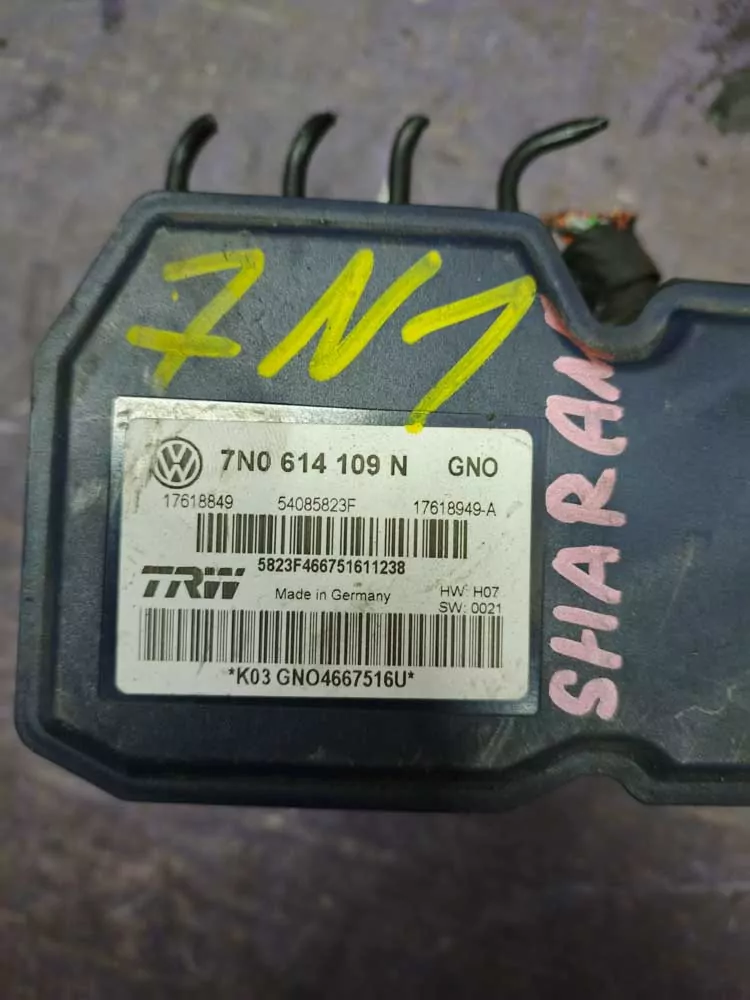 7N1
SHARAN
7N0 614 109 N GNO
17618849 54085823F 17618949-A
5823F466751611238
TRW Made in Germany HW: H07
SW: 0021
*K03 GNO4667516U*